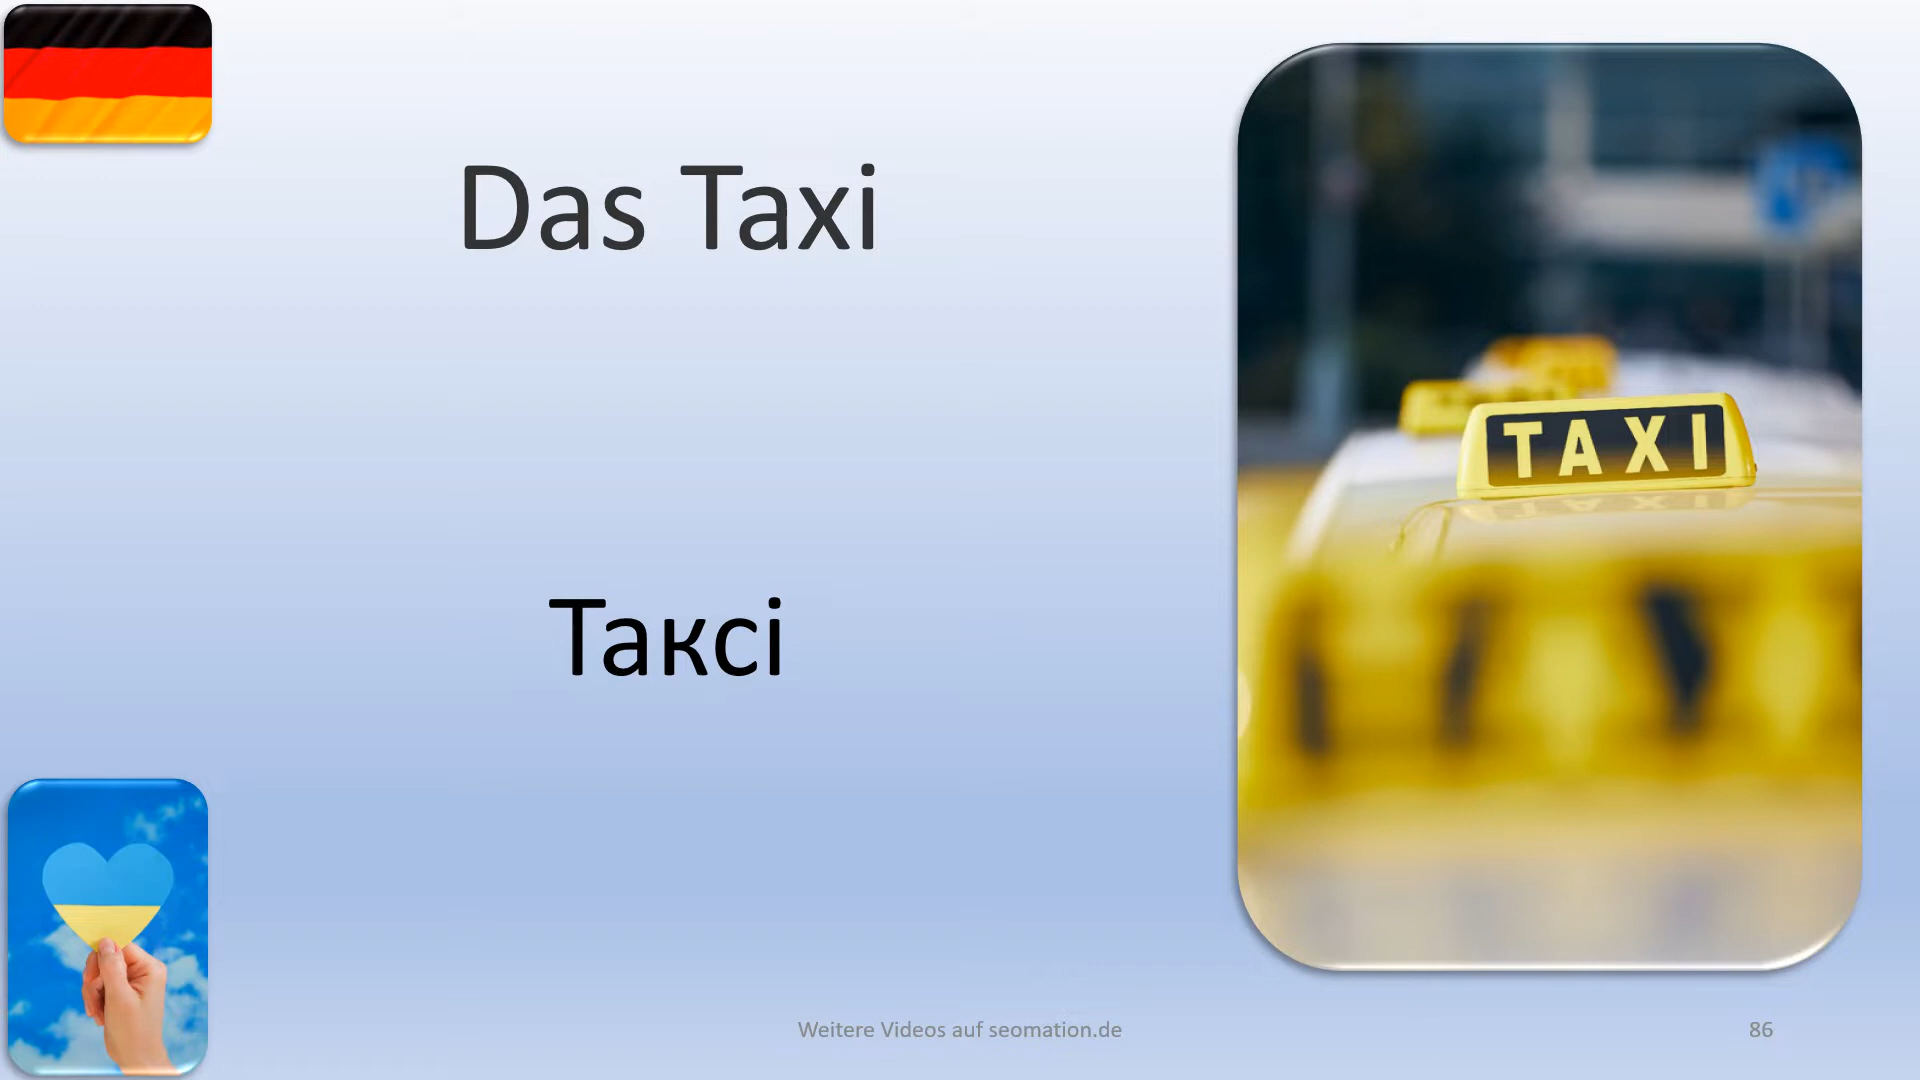 Das Taxi
TAXI
Таксі
Weitere Videos auf seomation.de
86